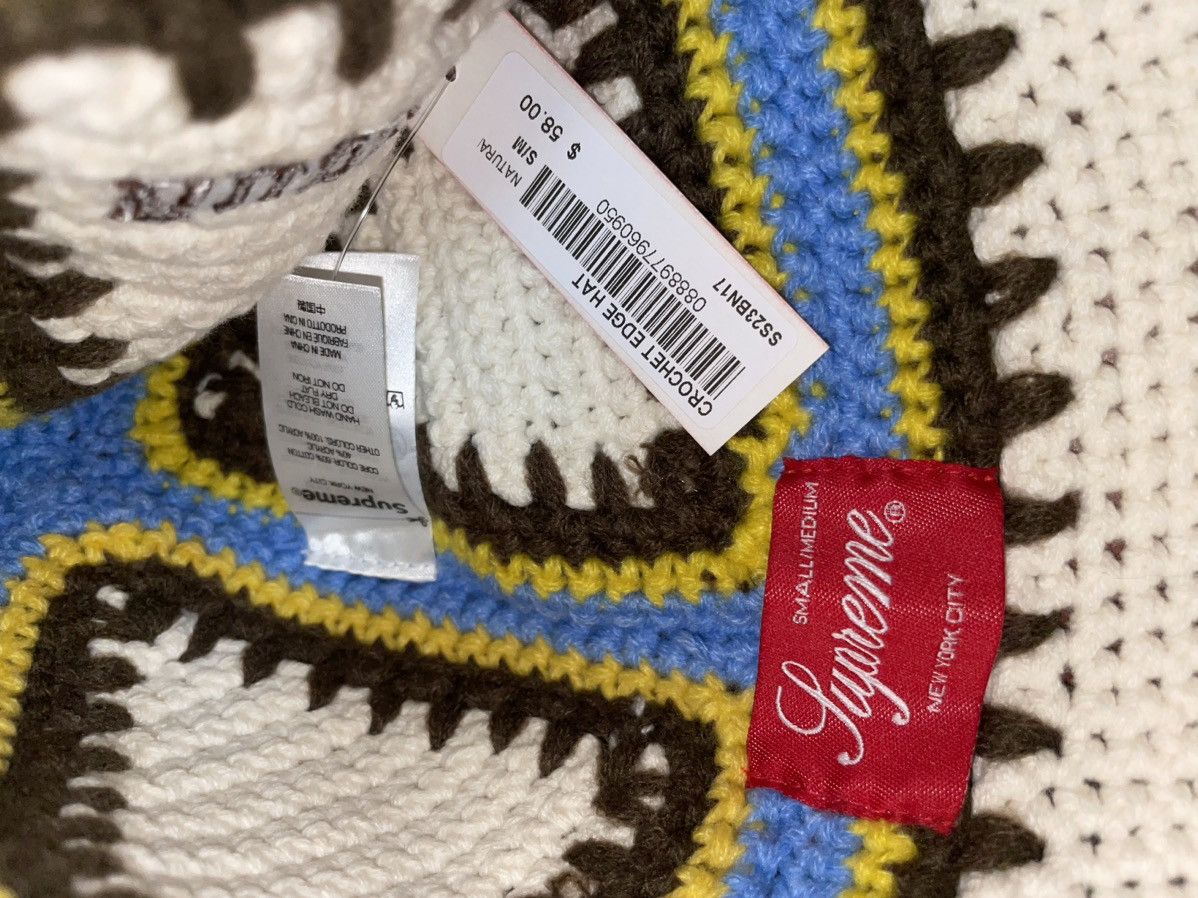 CROCHET EDGE HAT
SS23BN17
088897960950
NATURAL
S/M
$ 58.00
Supreme®
NEW YORK CITY
CORE COLOR: 60% COTTON
40% ACRYLIC
OTHER COLORS: 100% ACRYLIC
HAND WASH COLD
DO NOT BLEACH
DRY FLAT
DO NOT IRON
MADE IN CHINA
FABRIQUE EN CHINE
PRODOTTO IN CINA
中国製
SMALL/MEDIUM
Supreme®
NEW YORK CITY